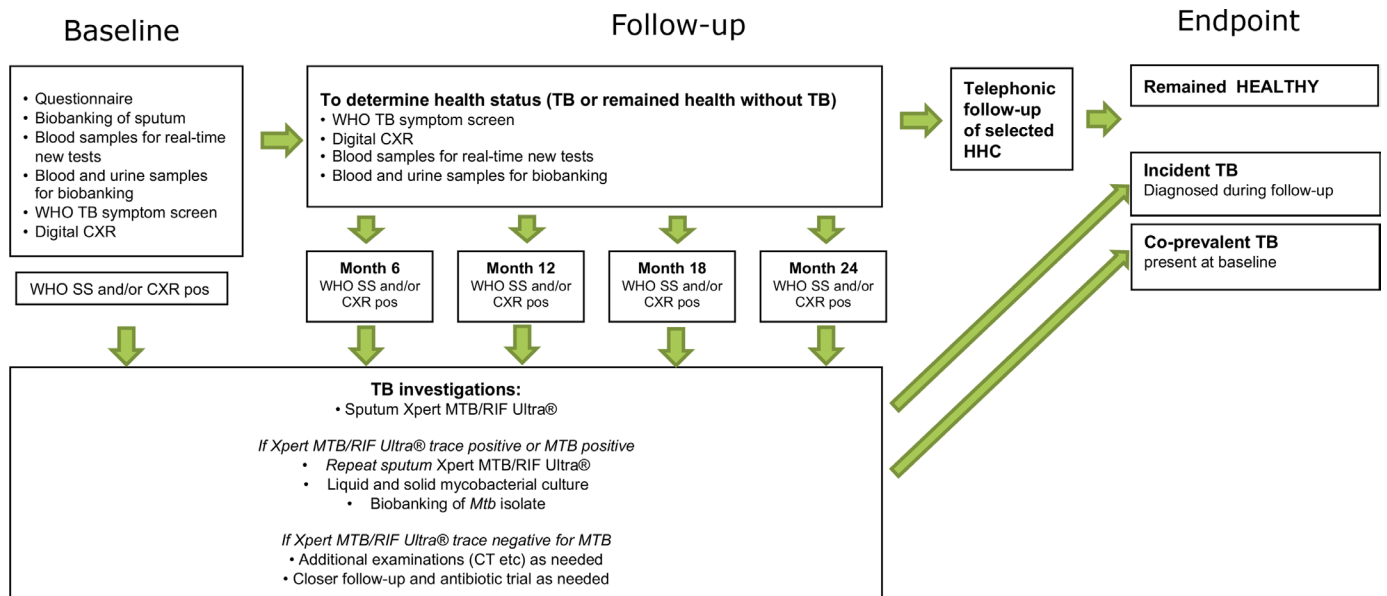 Baseline
Follow-up
Endpoint
• Questionnaire
• Biobanking of sputum
• Blood samples for real-time
new tests
• Blood and urine samples
for biobanking
• WHO TB symptom screen
• Digital CXR
WHO SS and/or CXR pos
To determine health status (TB or remained health without TB)
• WHO TB symptom screen
• Digital CXR
• Blood samples for real-time new tests
• Blood and urine samples for biobanking
Month 6
WHO SS and/or
CXR pos
Month 12
WHO SS and/or
CXR pos
Month 18
WHO SS and/or
CXR pos
Month 24
WHO SS and/or
CXR pos
Telephonic
follow-up
of selected
HHC
Remained HEALTHY
Incident TB
Diagnosed during follow-up
Co-prevalent TB
present at baseline
TB investigations:
• Sputum Xpert MTB/RIF Ultra®
If Xpert MTB/RIF Ultra® trace positive or MTB positive
• Repeat sputum Xpert MTB/RIF Ultra®
• Liquid and solid mycobacterial culture
• Biobanking of Mtb isolate
If Xpert MTB/RIF Ultra® trace negative for MTB
• Additional examinations (CT etc) as needed
• Closer follow-up and antibiotic trial as needed